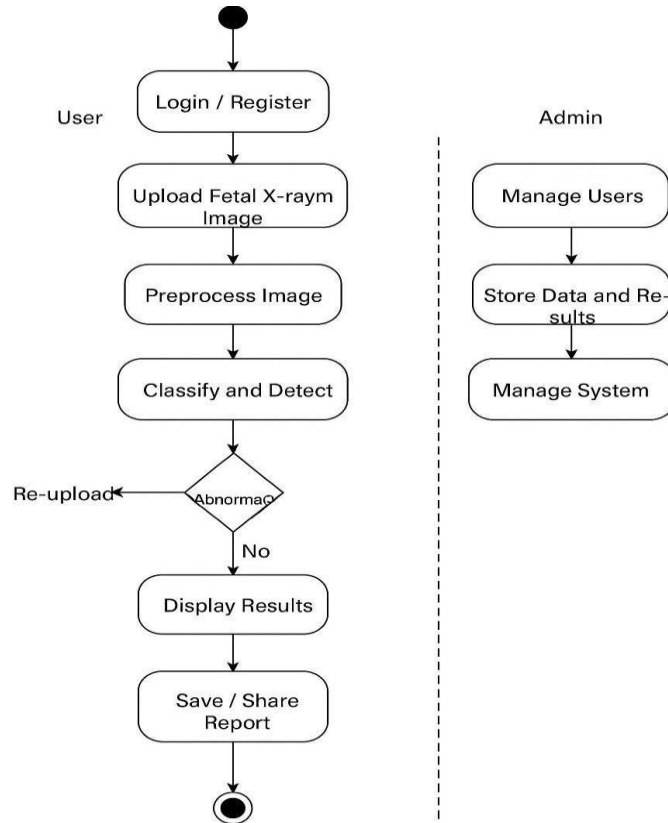 Login / Register
User
Upload Fetal X-raym
Image
Preprocess Image
Classify and Detect
AbnormaQ
Re-upload
No
Display Results
Save / Share
Report
Admin
Manage Users
Store Data and Re-
sults
Manage System